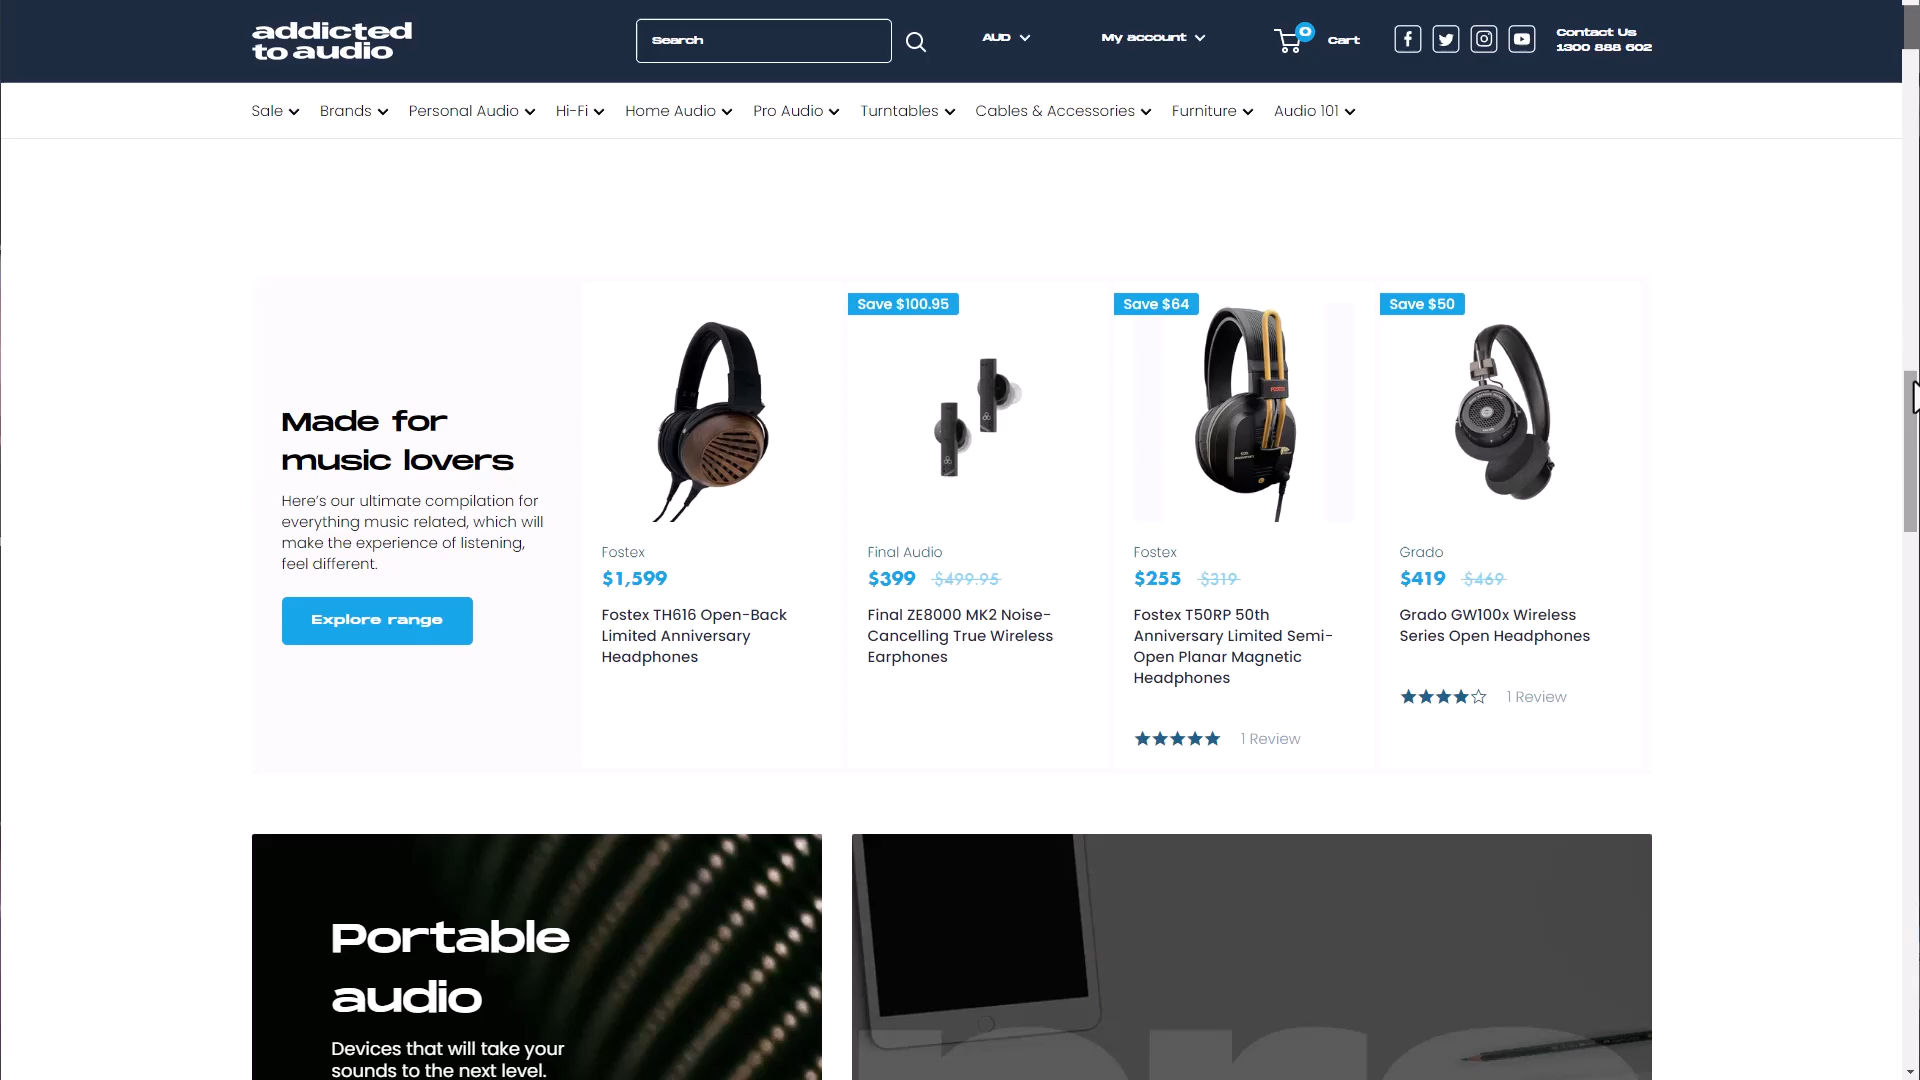 addicted
to audio
Search
AUD
My account
0
Cart
Contact Us
1300 888 602
Sale
Brands
Personal Audio
Hi-Fi
Home Audio
Pro Audio
Turntables
Cables & Accessories
Furniture
Audio 101
Made for
music lovers
Here's our ultimate compilation for
everything music related, which will
make the experience of listening,
feel different.
Explore range
Fostex
$1,599
Fostex TH616 Open-Back
Limited Anniversary
Headphones
Save $100.95
Final Audio
$399 $499.95
Final ZE8000 MK2 Noise-
Cancelling True Wireless
Earphones
Save $64
Fostex
$255 $319
Fostex T50RP 50th
Anniversary Limited Semi-
Open Planar Magnetic
Headphones
1 Review
Save $50
Grado
$419 $469
Grado GW100x Wireless
Series Open Headphones
1 Review
Portable
audio
Devices that will take your
sounds to the next level.